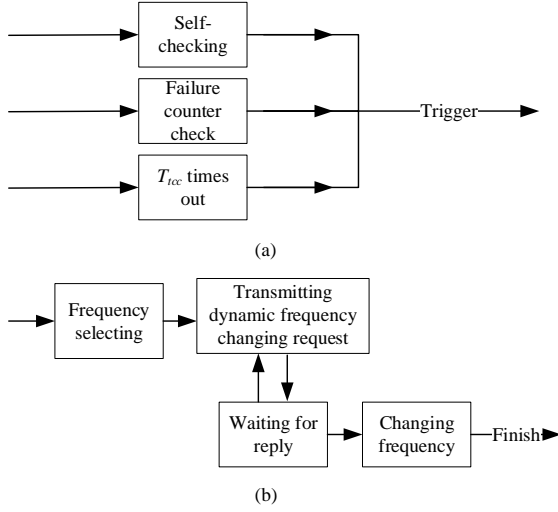 Self-
checking
Failure
counter
check
Trigger
T_tcc times
out
(a)
Frequency
selecting
Transmitting
dynamic frequency
changing request
Waiting for
reply
Changing
frequency
Finish
(b)